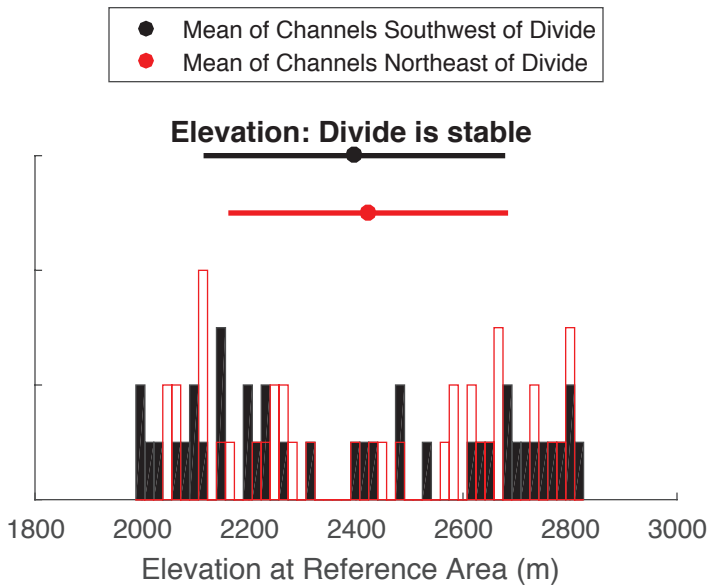 Mean of Channels Southwest of Divide
Mean of Channels Northeast of Divide
Elevation: Divide is stable
1800 2000 2200 2400 2600 2800 3000
Elevation at Reference Area (m)